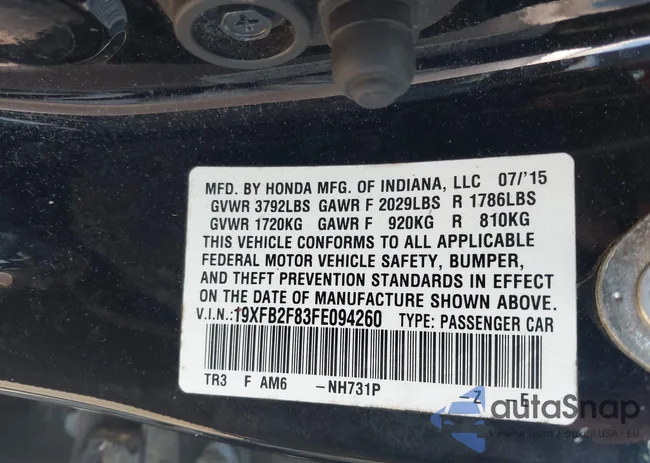 MFD. BY HONDA MFG. OF INDIANA, LLC 07/'15
GVWR 3792LBS GAWR F 2029LBS R 1786LBS
GVWR 1720KG GAWR F 920KG R 810KG
THIS VEHICLE CONFORMS TO ALL APPLICABLE
FEDERAL MOTOR VEHICLE SAFETY, BUMPER,
AND THEFT PREVENTION STANDARDS IN EFFECT
ON THE DATE OF MANUFACTURE SHOWN ABOVE.
V.I.N.:19XFB2F83FE094260 TYPE: PASSENGER CAR
TR3 F AM6 -NH731P -Z -E
autoSnap
USA - EU